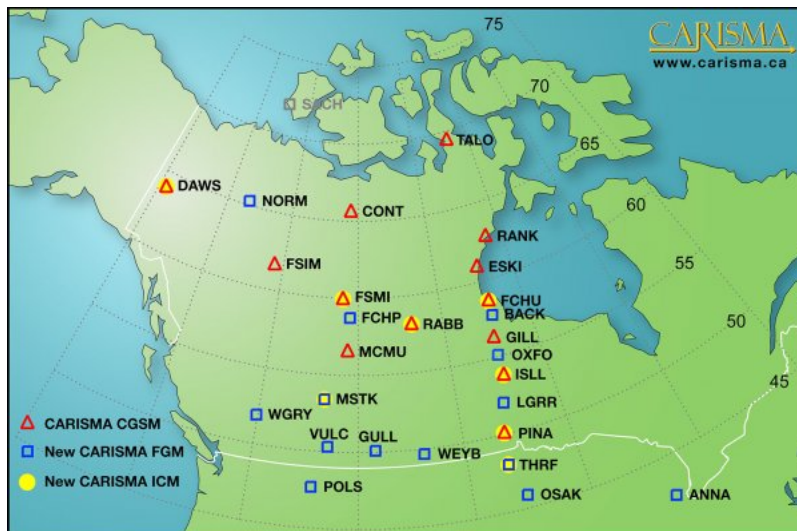 75
CARISMA
www.carisma.ca
70
SACH
TALO
65
DAWS
NORM
CONT
60
RANK
FSIM
ESKI
55
FSMI
FCHU
FCHP
RABB
BACK
50
MCMU
GILL
OXFO
ISLL
45
MSTK
LGRR
WGRY
CARISMA CGSM
VULC
GULL
PINA
New CARISMA FGM
WEYB
THRF
New CARISMA ICM
POLS
OSAK
ANNA